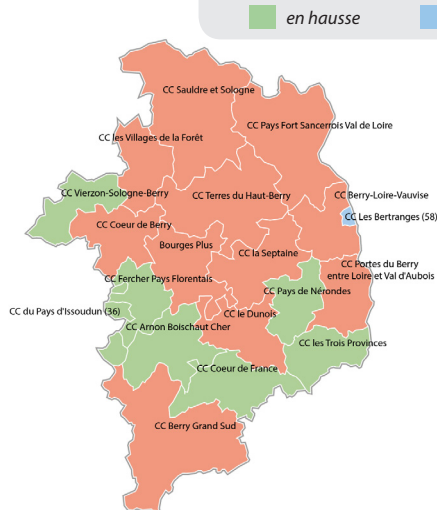 en hausse
CC Sauldre et Sologne
CC Pays Fort Sancerrois Val de Loire
CC les Villages de la Forêt
CC Vierzon-Sologne-Berry
CC Terres du Haut-Berry
CC Berry-Loire-Vauvise
CC Les Bertranges (58)
CC Coeur de Berry
Bourges Plus
CC la Septaine
CC Portes du Berry
entre Loire et Val d'Aubois
CC Fercher Pays Florentais
CC Pays de Nérondes
CC du Pays d'Issoudun (36)
CC le Dunois
CC Arnon Boischaut Cher
CC les Trois Provinces
CC Coeur de France
CC Berry Grand Sud